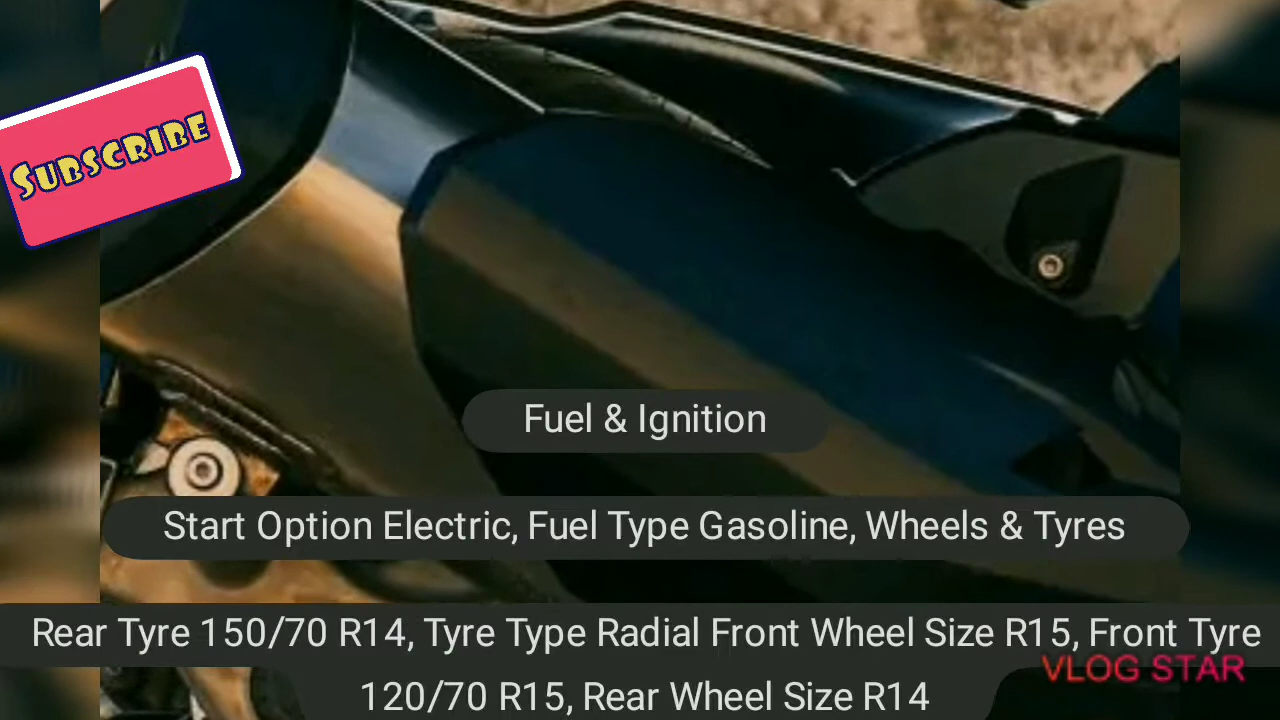 SUBSCRIBE
Fuel & Ignition
Start Option Electric, Fuel Type Gasoline, Wheels & Tyres
Rear Tyre 150/70 R14, Tyre Type Radial Front Wheel Size R15, Front Tyre
120/70 R15, Rear Wheel Size R14
VLOG STAR